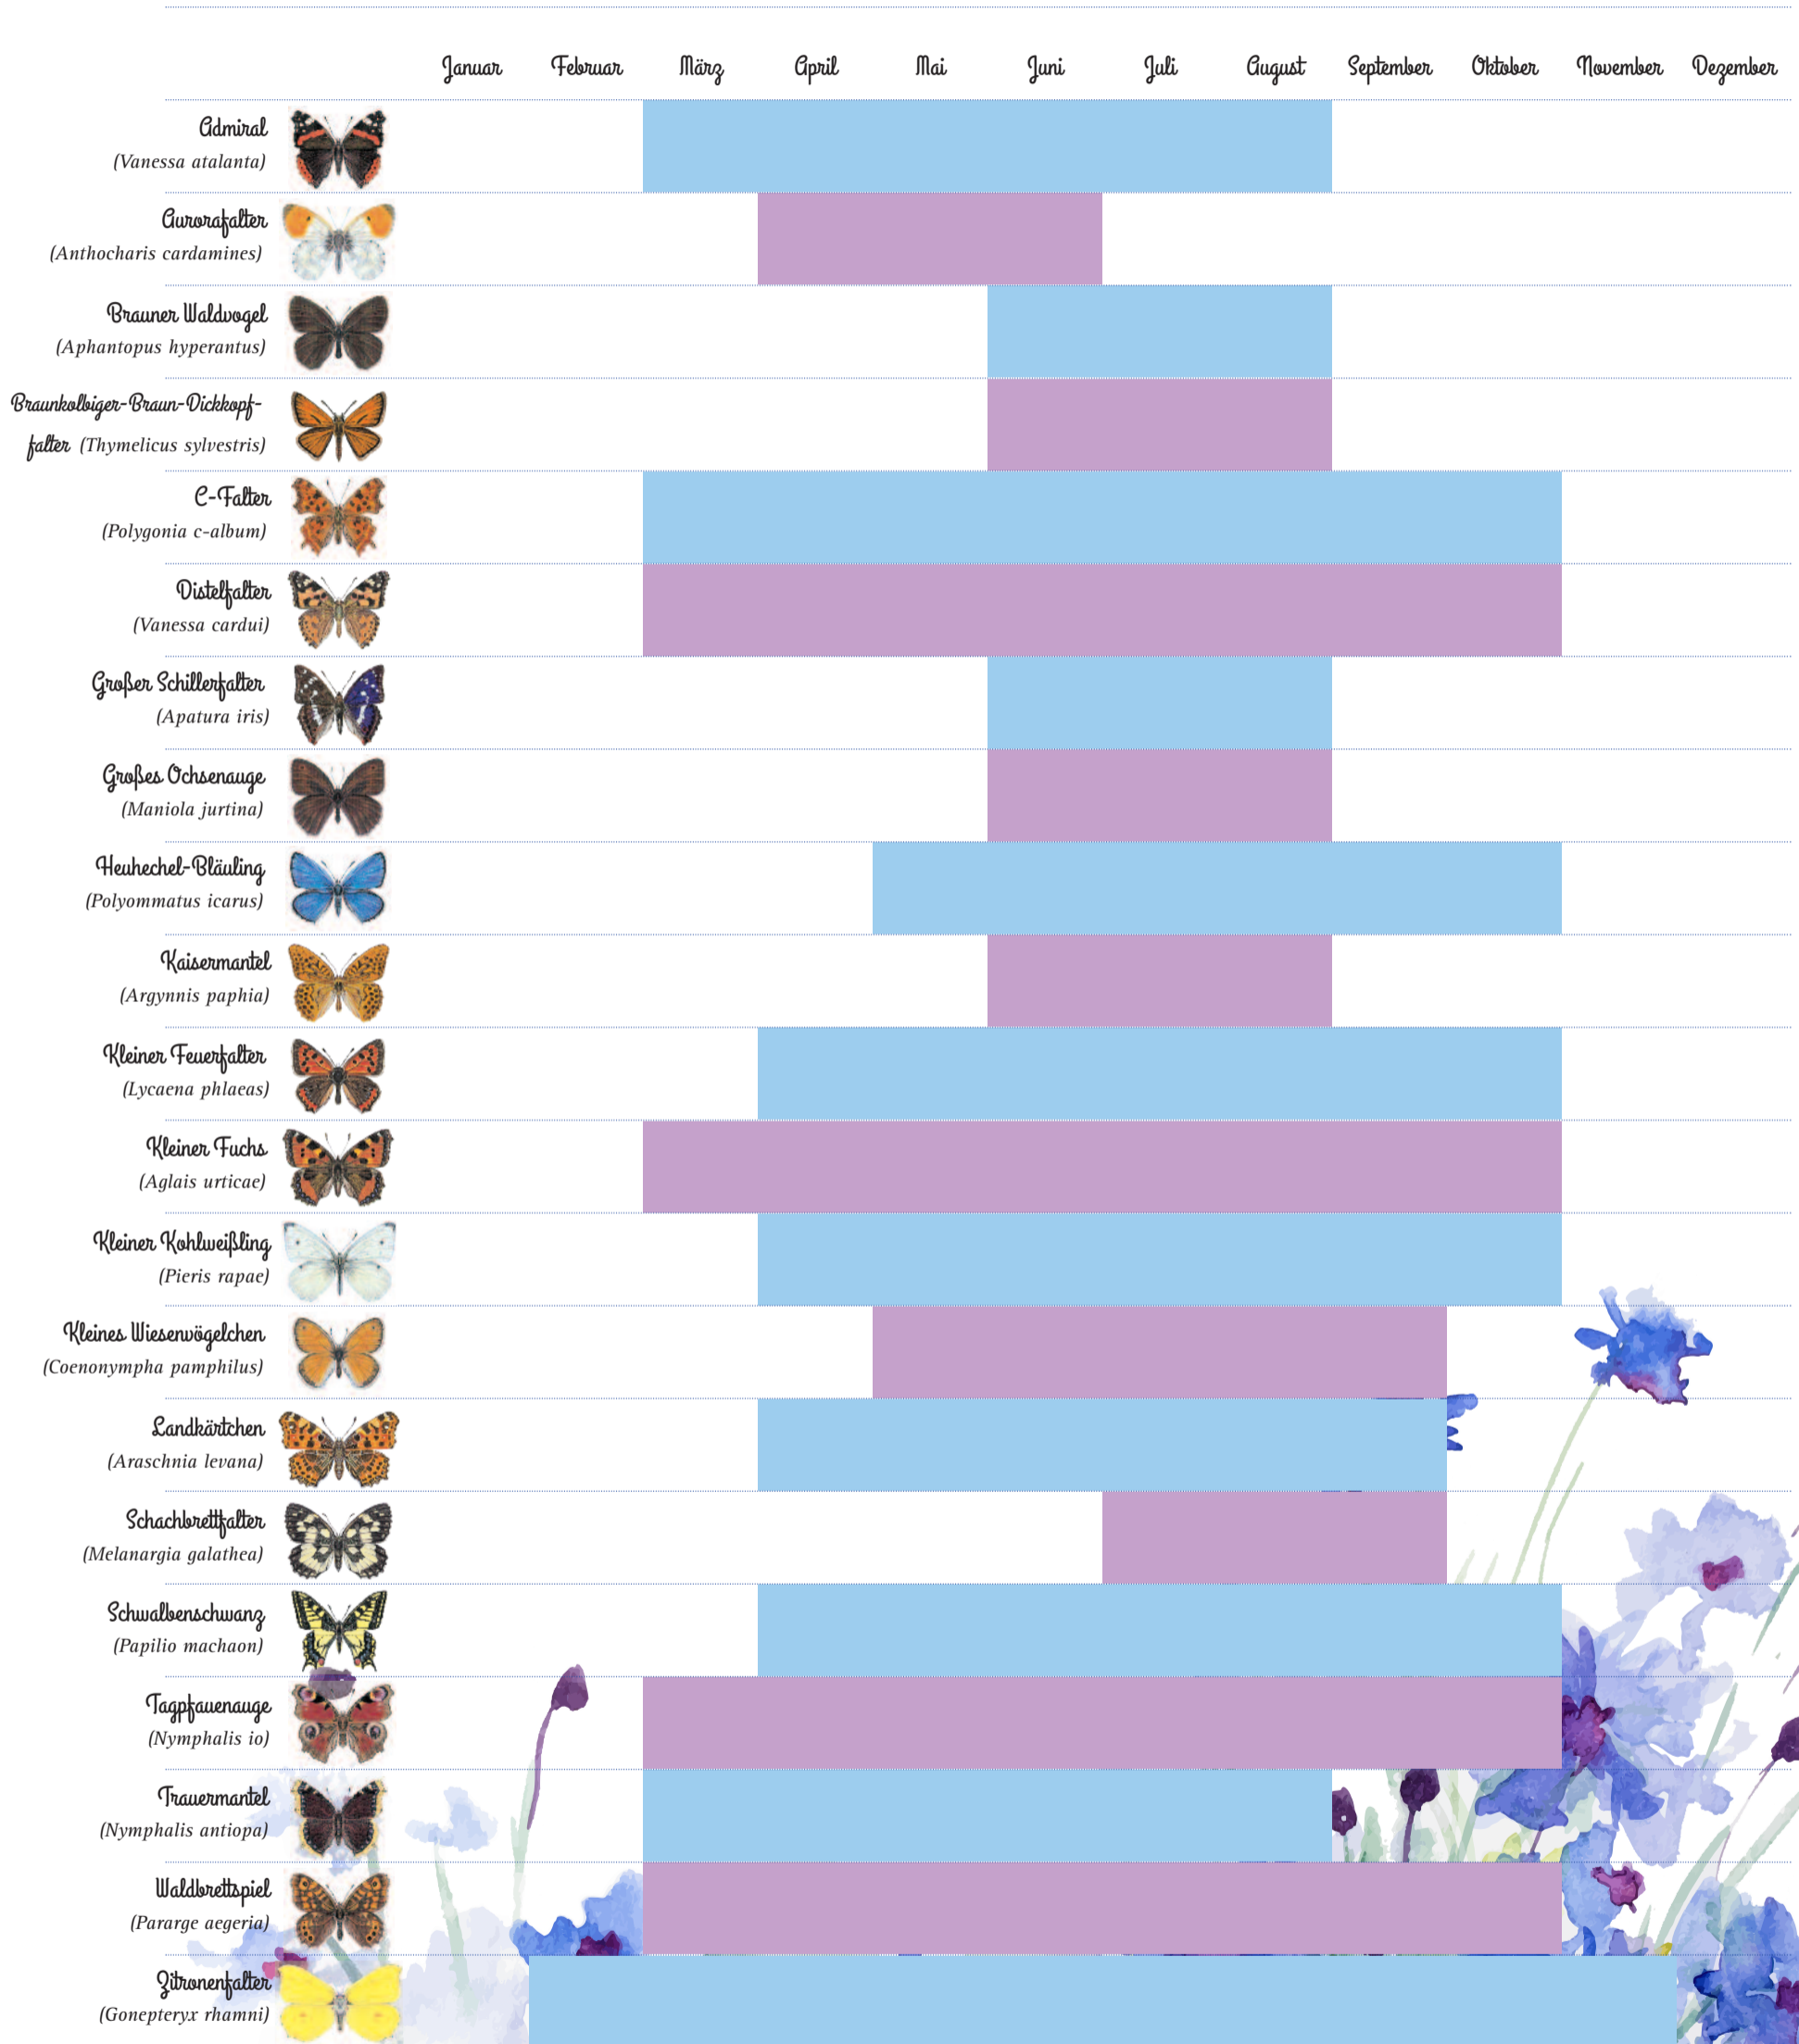 Januar Februar März April Mai Juni Juli August September Oktober November Dezember
Admiral
(Vanessa atalanta)
Aurorafalter
(Anthocharis cardamines)
Brauner Waldvogel
(Aphantopus hyperantus)
Braunkolbiger-Braun-Dickkopf-
falter (Thymelicus sylvestris)
C-Falter
(Polygonia c-album)
Distelfalter
(Vanessa cardui)
Großer Schillerfalter
(Apatura iris)
Großes Ochsenauge
(Maniola jurtina)
Heuhechel-Bläuling
(Polyommatus icarus)
Kaisermantel
(Argynnis paphia)
Kleiner Feuerfalter
(Lycaena phlaeas)
Kleiner Fuchs
(Aglais urticae)
Kleiner Kohlweißling
(Pieris rapae)
Kleines Wiesenvögelchen
(Coenonympha pamphilus)
Landkärtchen
(Araschnia levana)
Schachbrettfalter
(Melanargia galathea)
Schwalbenschwanz
(Papilio machaon)
Tagpfauenauge
(Nymphalis io)
Trauermantel
(Nymphalis antiopa)
Waldbrettspiel
(Pararge aegeria)
Zitronenfalter
(Gonepteryx rhamni)